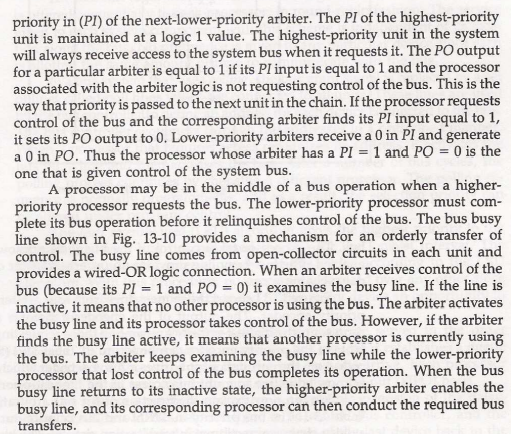 priority in (PI) of the next-lower-priority arbiter. The PI of the highest-priority
unit is maintained at a logic 1 value. The highest-priority unit in the system
will always receive access to the system bus when it requests it. The PO output
for a particular arbiter is equal to 1 if its PI input is equal to 1 and the processor
associated with the arbiter logic is not requesting control of the bus. This is the
way that priority is passed to the next unit in the chain. If the processor requests
control of the bus and the corresponding arbiter finds its PI input equal to 1,
it sets its PO output to 0. Lower-priority arbiters receive a 0 in PI and generate
a 0 in PO. Thus the processor whose arbiter has a PI = 1 and PO = 0 is the
one that is given control of the system bus.
A processor may be in the middle of a bus operation when a higher-
priority processor requests the bus. The lower-priority processor must com-
plete its bus operation before it relinquishes control of the bus. The bus busy
line shown in Fig. 13-10 provides a mechanism for an orderly transfer of
control. The busy line comes from open-collector circuits in each unit and
provides a wired-OR logic connection. When an arbiter receives control of the
bus (because its PI = 1 and PO = 0) it examines the busy line. If the line is
inactive, it means that no other processor is using the bus. The arbiter activates
the busy line and its processor takes control of the bus. However, if the arbiter
finds the busy line active, it means that another processor is currently using
the bus. The arbiter keeps examining the busy line while the lower-priority
processor that lost control of the bus completes its operation. When the bus
busy line returns to its inactive state, the higher-priority arbiter enables the
busy line, and its corresponding processor can then conduct the required bus
transfers.